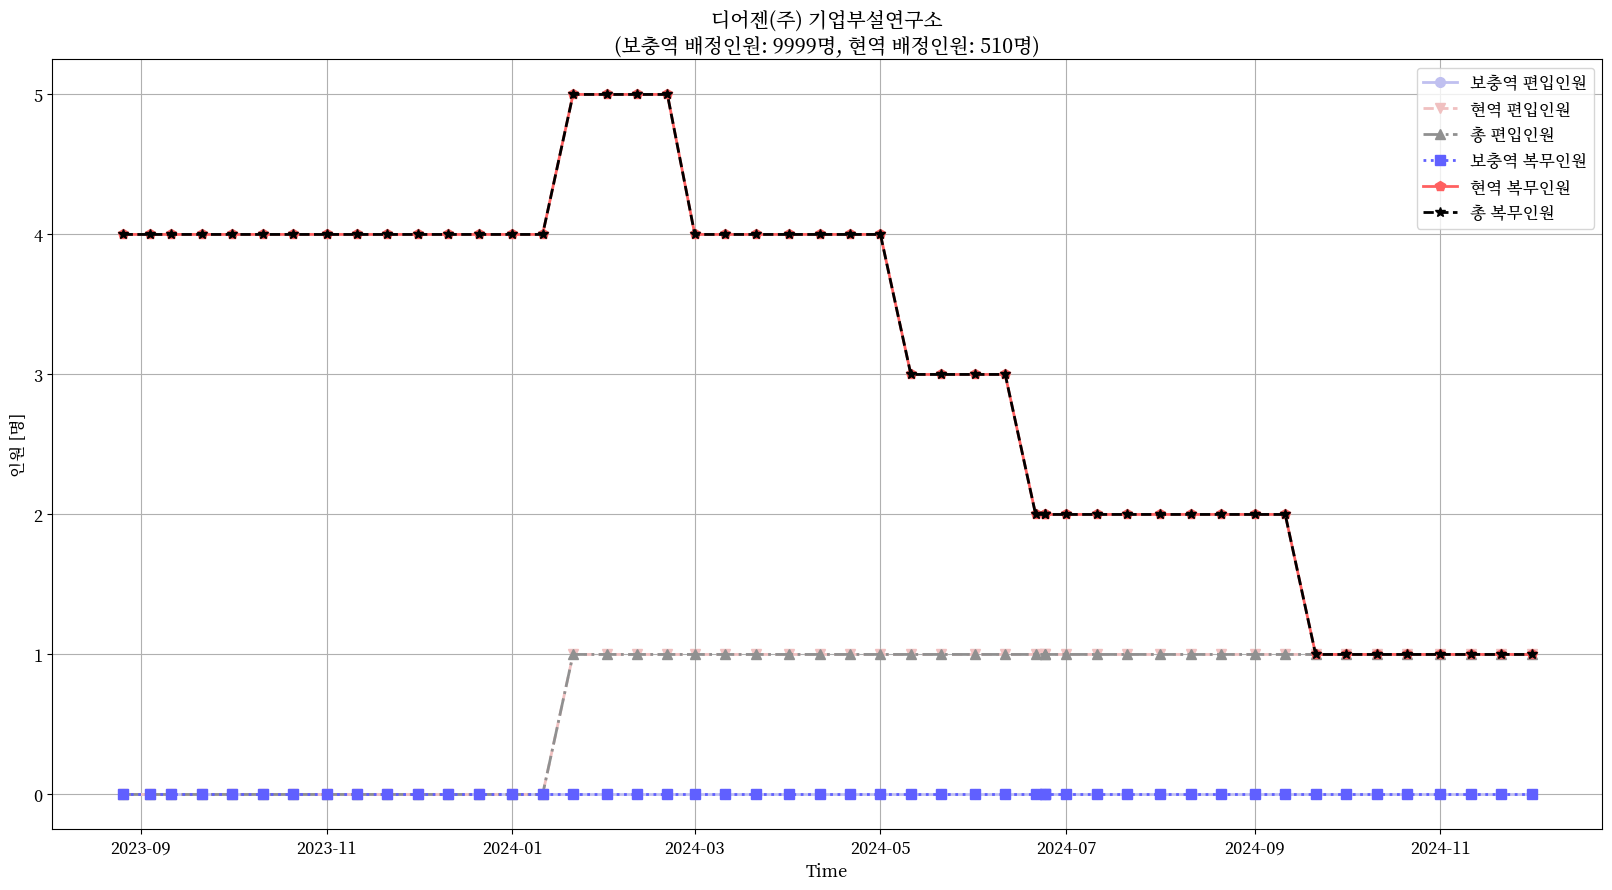 디어젠(주) 기업부설연구소
(보충역 배정인원: 9999명, 현역 배정인원: 510명)
보충역 편입인원
현역 편입인원
총 편입인원
보충역 복무인원
현역 복무인원
총 복무인원
인원 [명]
5
4
3
2
1
0
2023-09
2023-11
2024-01
2024-03
2024-05
2024-07
2024-09
2024-11
Time